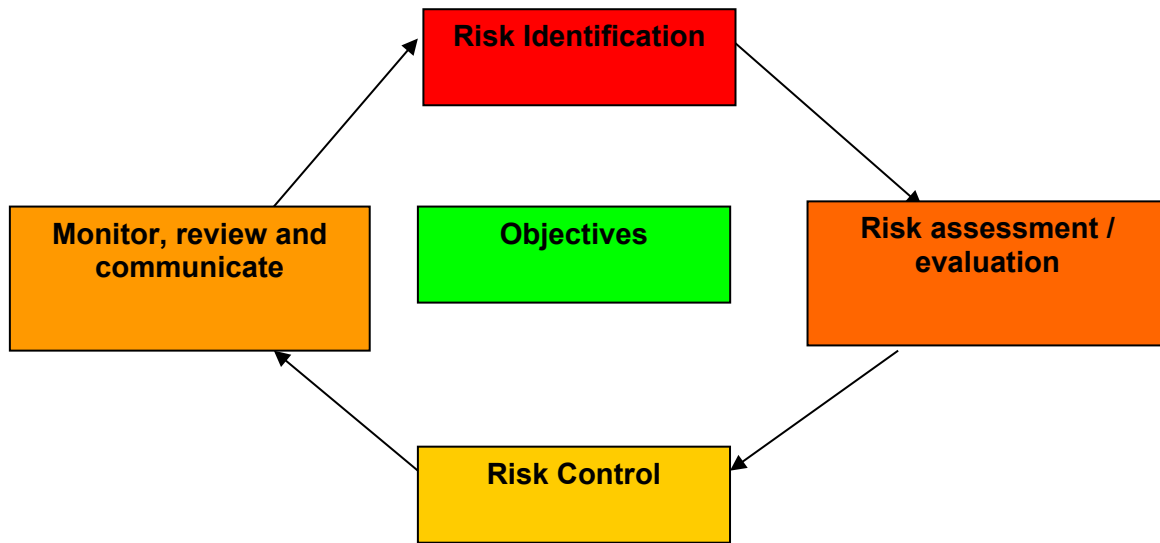 Risk Identification
Monitor, review and
communicate
Objectives
Risk assessment /
evaluation
Risk Control